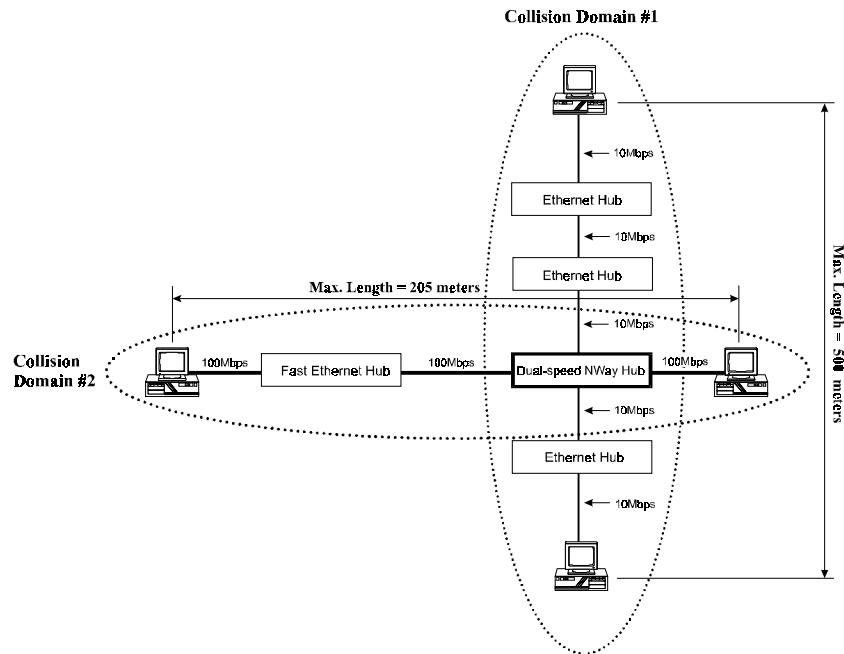 Collision Domain #1
10Mbps
Ethernet Hub
10Mbps
Ethernet Hub
Max. Length = 205 meters
10Mbps
Collision
Domain #2
100Mbps
Fast Ethernet Hub
100Mbps
Dual-speed NWay Hub
100Mbps
10Mbps
Ethernet Hub
10Mbps
Max. Length = 500 meters